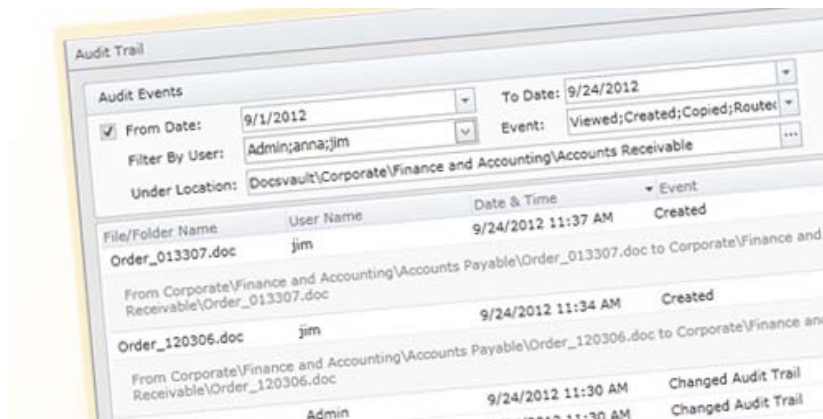 Audit Trail
Audit Events
From Date: 9/1/2012 To Date: 9/24/2012
Filter By User: Admin;anna;jim Event: Viewed;Created;Copied;Routec
Under Location: Docsvault\Corporate\Finance and Accounting\Accounts Receivable
File/Folder Name User Name Date & Time Event
Order_013307.doc jim 9/24/2012 11:37 AM Created
From Corporate\Finance and Accounting\Accounts Payable\Order_013307.doc to Corporate\Finance and
Receivable\Order_013307.doc
Order_120306.doc jim 9/24/2012 11:34 AM Created
From Corporate\Finance and Accounting\Accounts Payable\Order_120306.doc to Corporate\Finance and
Receivable\Order_120306.doc
Admin 9/24/2012 11:30 AM Changed Audit Trail
11:30 AM Changed Audit Trail